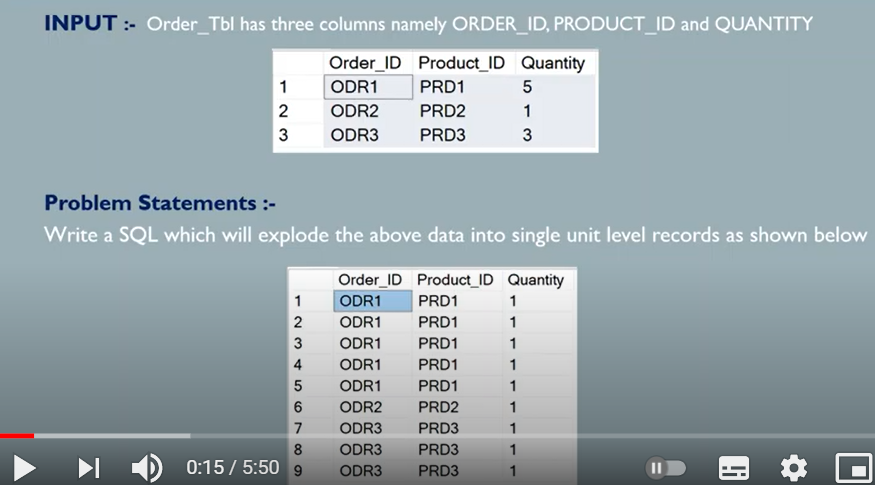 INPUT :- Order_Tbl has three columns namely ORDER_ID, PRODUCT_ID and QUANTITY
Order_ID Product_ID Quantity
1 ODR1 PRD1 5
2 ODR2 PRD2 1
3 ODR3 PRD3 3
Problem Statements :-
Write a SQL which will explode the above data into single unit level records as shown below
Order_ID Product_ID Quantity
1 ODR1 PRD1 1
2 ODR1 PRD1 1
3 ODR1 PRD1 1
4 ODR1 PRD1 1
5 ODR1 PRD1 1
6 ODR2 PRD2 1
7 ODR3 PRD3 1
8 ODR3 PRD3 1
9 ODR3 PRD3 1
0:15 / 5:50